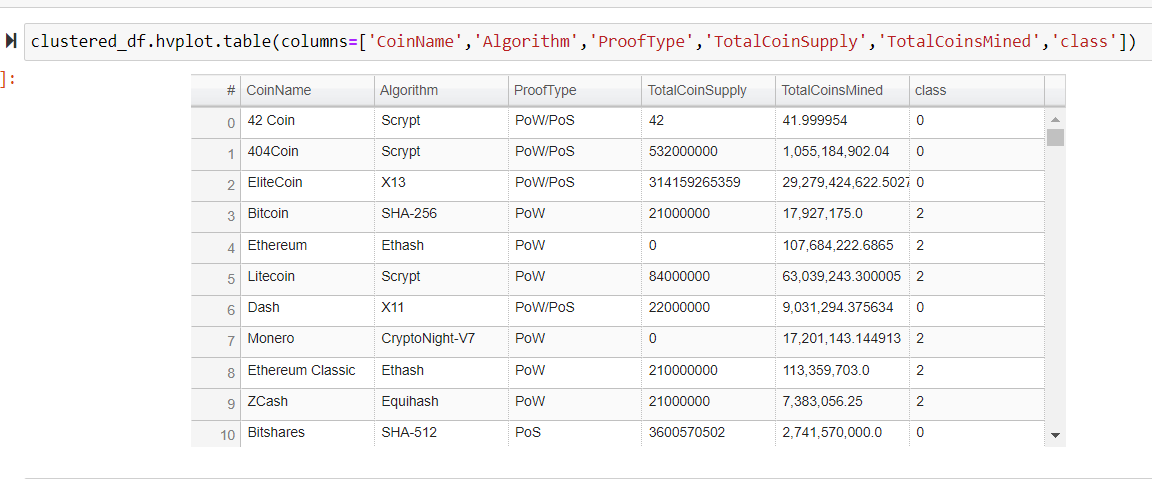 clustered_df.hvplot.table(columns=['CoinName','Algorithm','ProofType','TotalCoinSupply','TotalCoinsMined','class'])
]:
# CoinName Algorithm ProofType TotalCoinSupply TotalCoinsMined class
0 42 Coin Scrypt PoW/PoS 42 41.999954 0
1 404Coin Scrypt PoW/PoS 532000000 1,055,184,902.04 0
2 EliteCoin X13 PoW/PoS 314159265359 29,279,424,622.5027 0
3 Bitcoin SHA-256 PoW 21000000 17,927,175.0 2
4 Ethereum Ethash PoW 0 107,684,222.6865 2
5 Litecoin Scrypt PoW 84000000 63,039,243.300005 2
6 Dash X11 PoW/PoS 22000000 9,031,294.375634 0
7 Monero CryptoNight-V7 PoW 0 17,201,143.144913 2
8 Ethereum Classic Ethash PoW 210000000 113,359,703.0 2
9 ZCash Equihash PoW 21000000 7,383,056.25 2
10 Bitshares SHA-512 PoS 3600570502 2,741,570,000.0 0